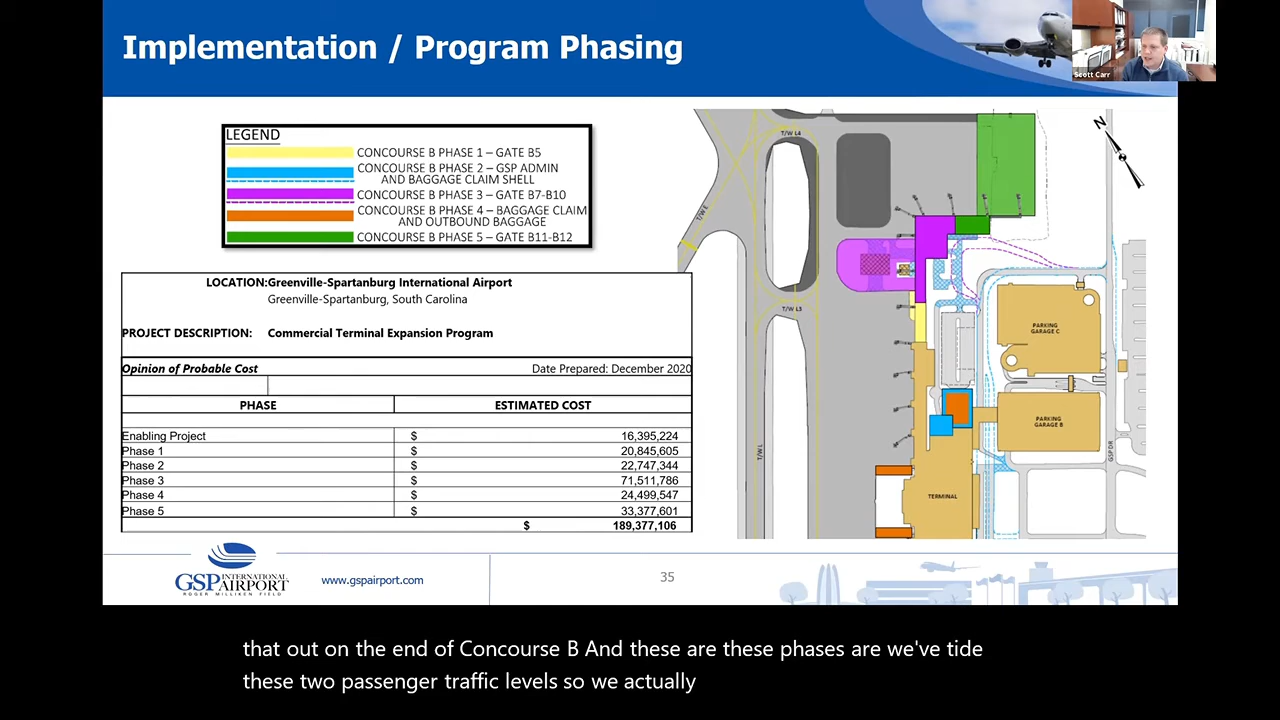 Implementation / Program Phasing
Scott Carr
LEGEND
CONCOURSE B PHASE 1 – GATE B5
CONCOURSE B PHASE 2 – GSP ADMIN
AND BAGGAGE CLAIM SHELL
CONCOURSE B PHASE 3 – GATE B7-B10
CONCOURSE B PHASE 4 – BAGGAGE CLAIM
AND OUTBOUND BAGGAGE
CONCOURSE B PHASE 5 – GATE B11-B12
LOCATION:Greenville-Spartanburg International Airport
Greenville-Spartanburg, South Carolina
PROJECT DESCRIPTION: Commercial Terminal Expansion Program
Opinion of Probable Cost Date Prepared: December 2020
PHASE ESTIMATED COST
Enabling Project $ 16,395,224
Phase 1 $ 20,845,605
Phase 2 $ 22,747,344
Phase 3 $ 71,511,786
Phase 4 $ 24,499,547
Phase 5 $ 33,377,601
$ 189,377,106
N
T/W L4
T/W E
T/W L3
T/W L
PARKING
GARAGE C
PARKING
GARAGE B
GSP DR
TERMINAL
GSP INTERNATIONAL
AIRPORT
ROGER MILLIKEN FIELD
www.gspairport.com
35
that out on the end of Concourse B And these are these phases are we've tide
these two passenger traffic levels so we actually